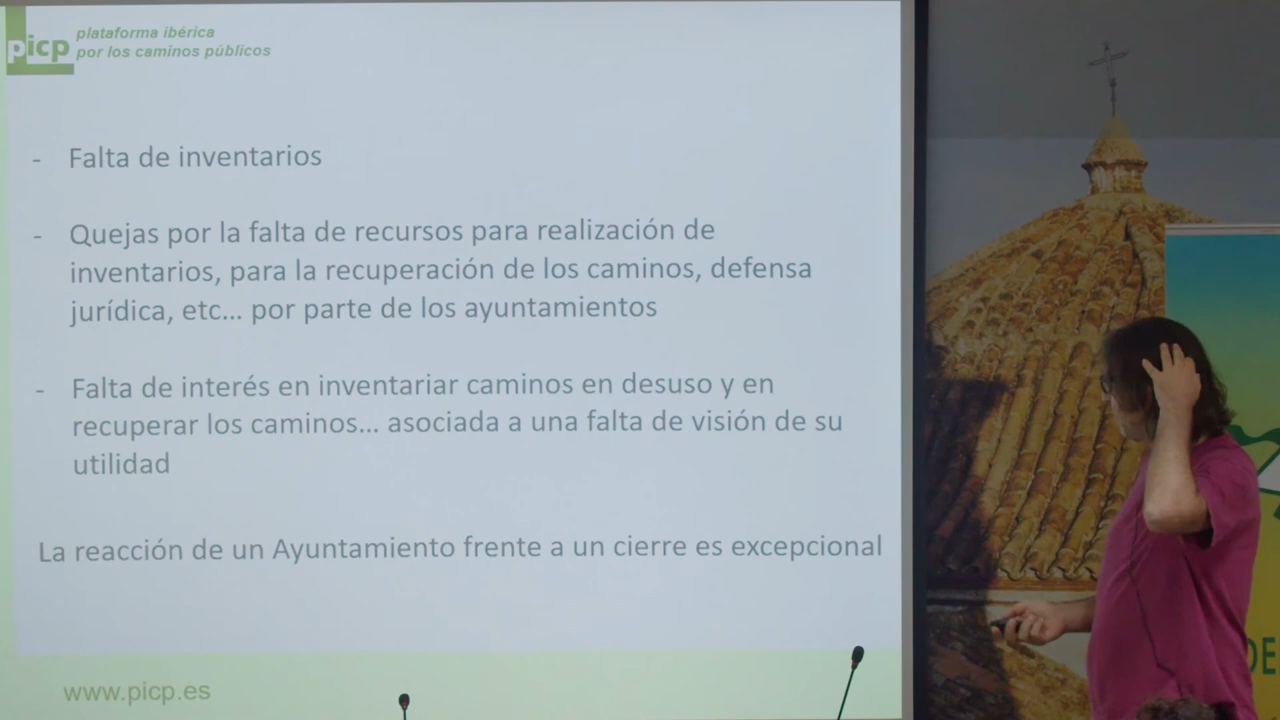 picp
plataforma ibérica
por los caminos públicos
- Falta de inventarios
- Quejas por la falta de recursos para realización de
inventarios, para la recuperación de los caminos, defensa
jurídica, etc... por parte de los ayuntamientos
- Falta de interés en inventariar caminos en desuso y en
recuperar los caminos... asociada a una falta de visión de su
utilidad
La reacción de un Ayuntamiento frente a un cierre es excepcional
www.picp.es
DE